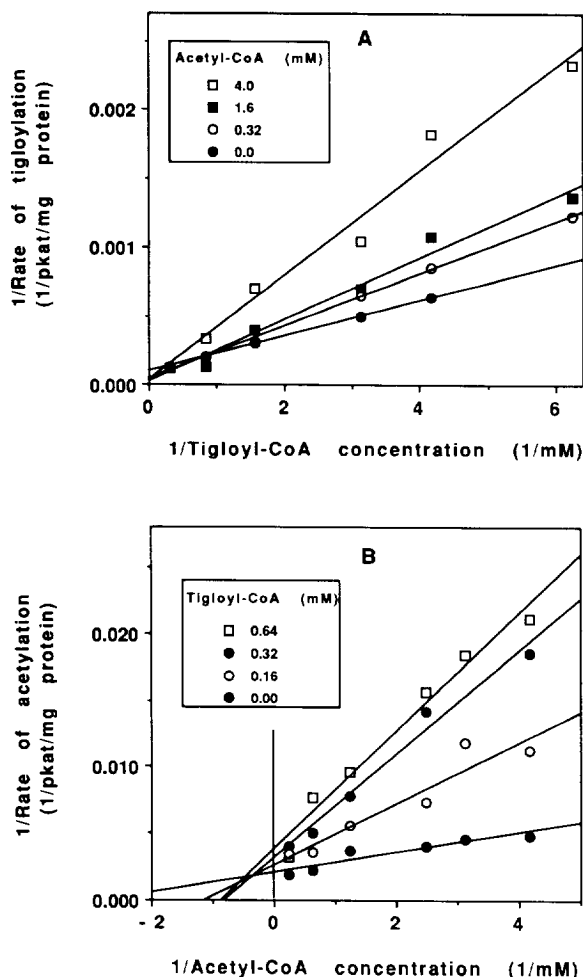 A
Acetyl-CoA (mM)
4.0
1.6
0.32
0.0
1/Rate of tigloylation
(1/pkat/mg protein)
0.002
0.001
0.000
0 2 4 6
1/Tigloyl-CoA concentration (1/mM)
B
Tigloyl-CoA (mM)
0.64
0.32
0.16
0.00
1/Rate of acetylation
(1/pkat/mg protein)
0.020
0.010
0.000
-2 0 2 4
1/Acetyl-CoA concentration (1/mM)